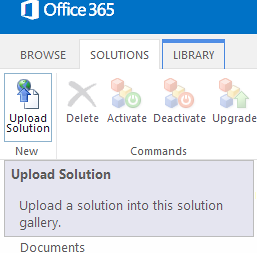 Office 365
BROWSE SOLUTIONS LIBRARY
Upload Solution Delete Activate Deactivate Upgrade
New Commands
Upload Solution
Upload a solution into this solution
gallery.
Documents